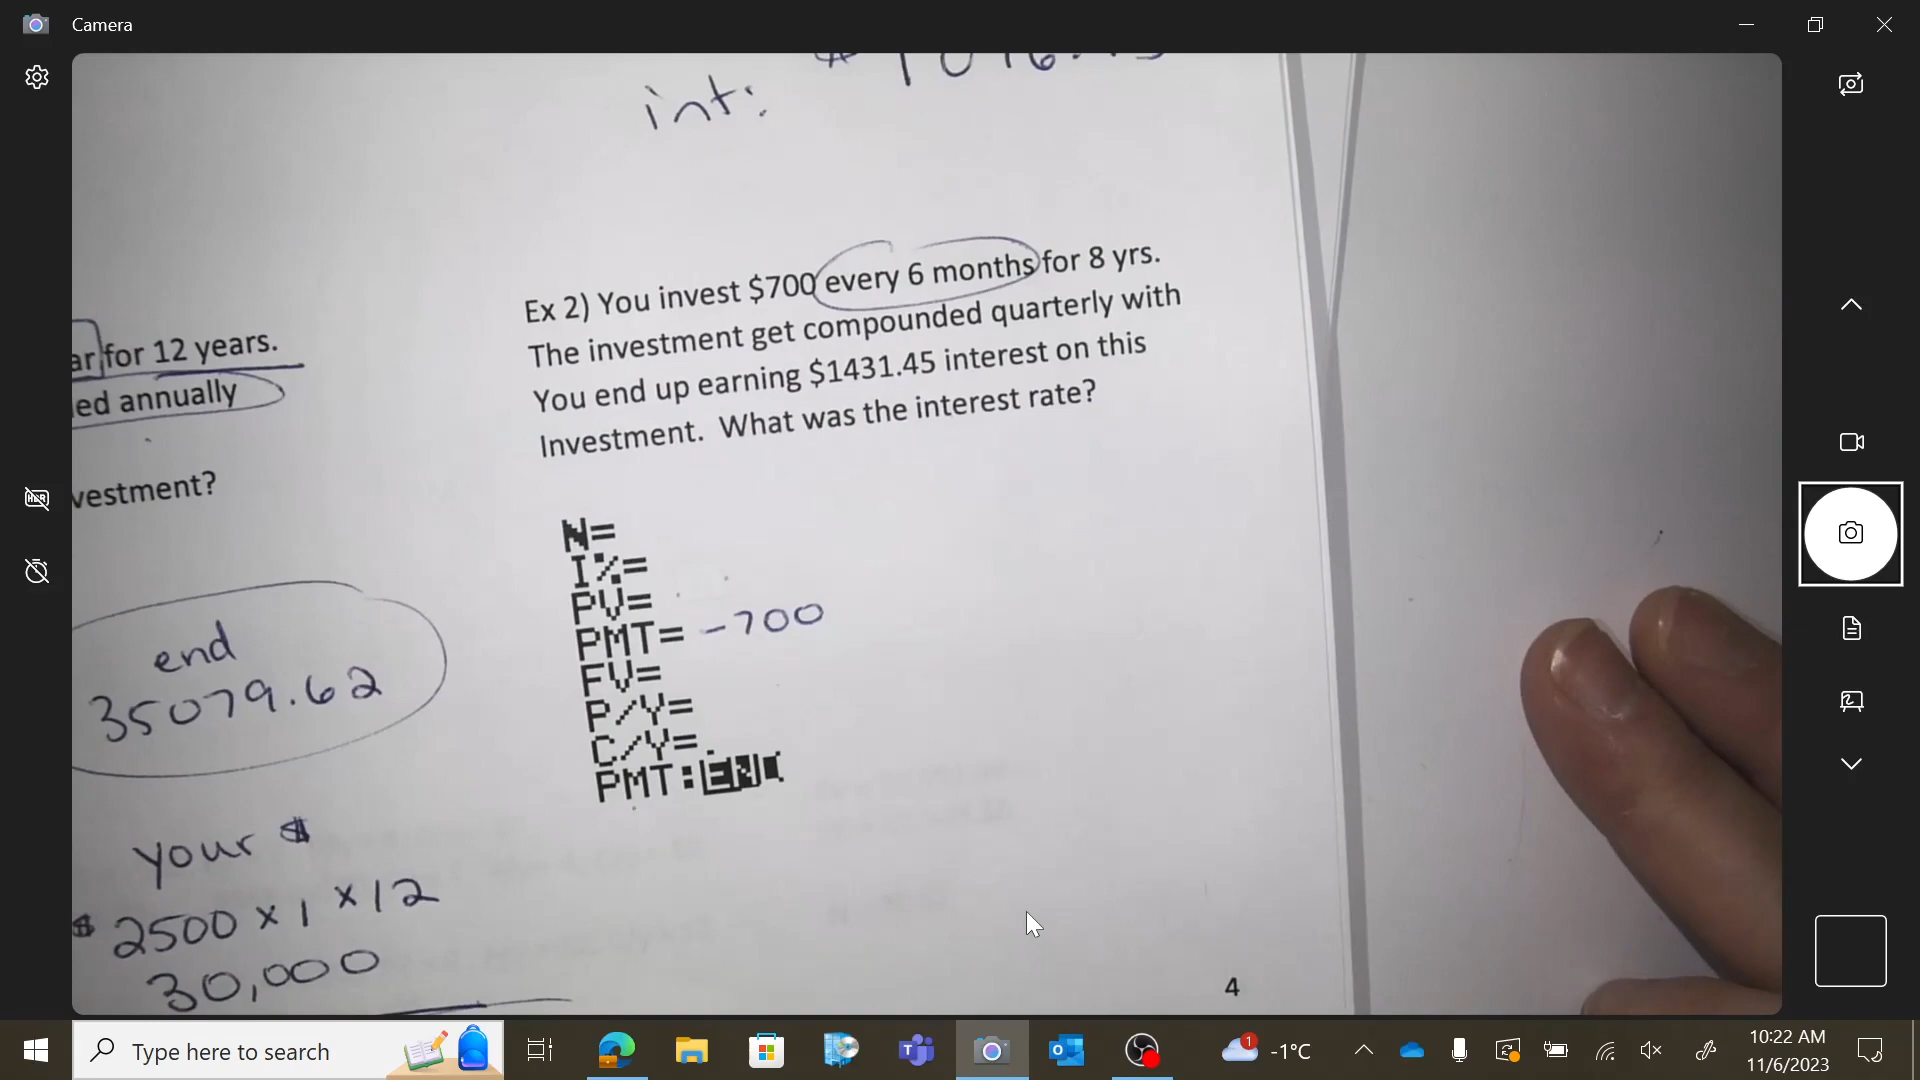 Camera
int:
Ex 2) You invest $700 every 6 months for 8 yrs.
The investment get compounded quarterly with
You end up earning $1431.45 interest on this
Investment. What was the interest rate?
ar for 12 years.
ed annually
vestment?
N=
I%=
PV=
PMT= -700
FV=
P/Y=
C/Y=
PMT:EN
end
35079.62
your $
$ 2500 x 1 x 12
30,000
4
Type here to search
1
-1°C
10:22 AM
11/6/2023